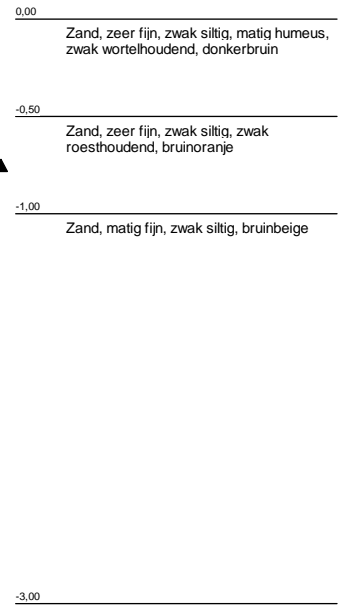 0,00
Zand, zeer fijn, zwak siltig, matig humeus,
zwak wortelhoudend, donkerbruin
-0,50
Zand, zeer fijn, zwak siltig, zwak
roesthoudend, bruinoranje
-1,00
Zand, matig fijn, zwak siltig, bruinbeige
-3,00